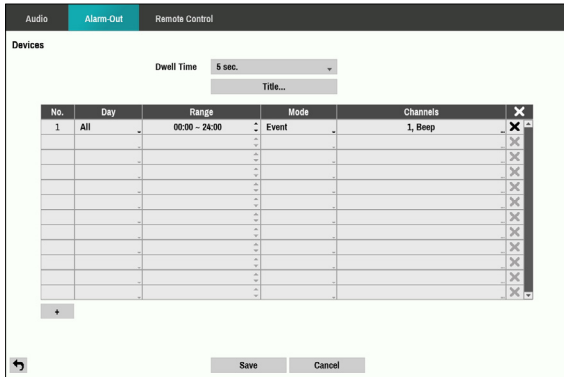 Audio Alarm-Out Remote Control
Devices
Dwell Time 5 sec.
Title...
No. Day Range Mode Channels
1 All 00:00 ~ 24:00 Event 1, Beep
+
Save Cancel